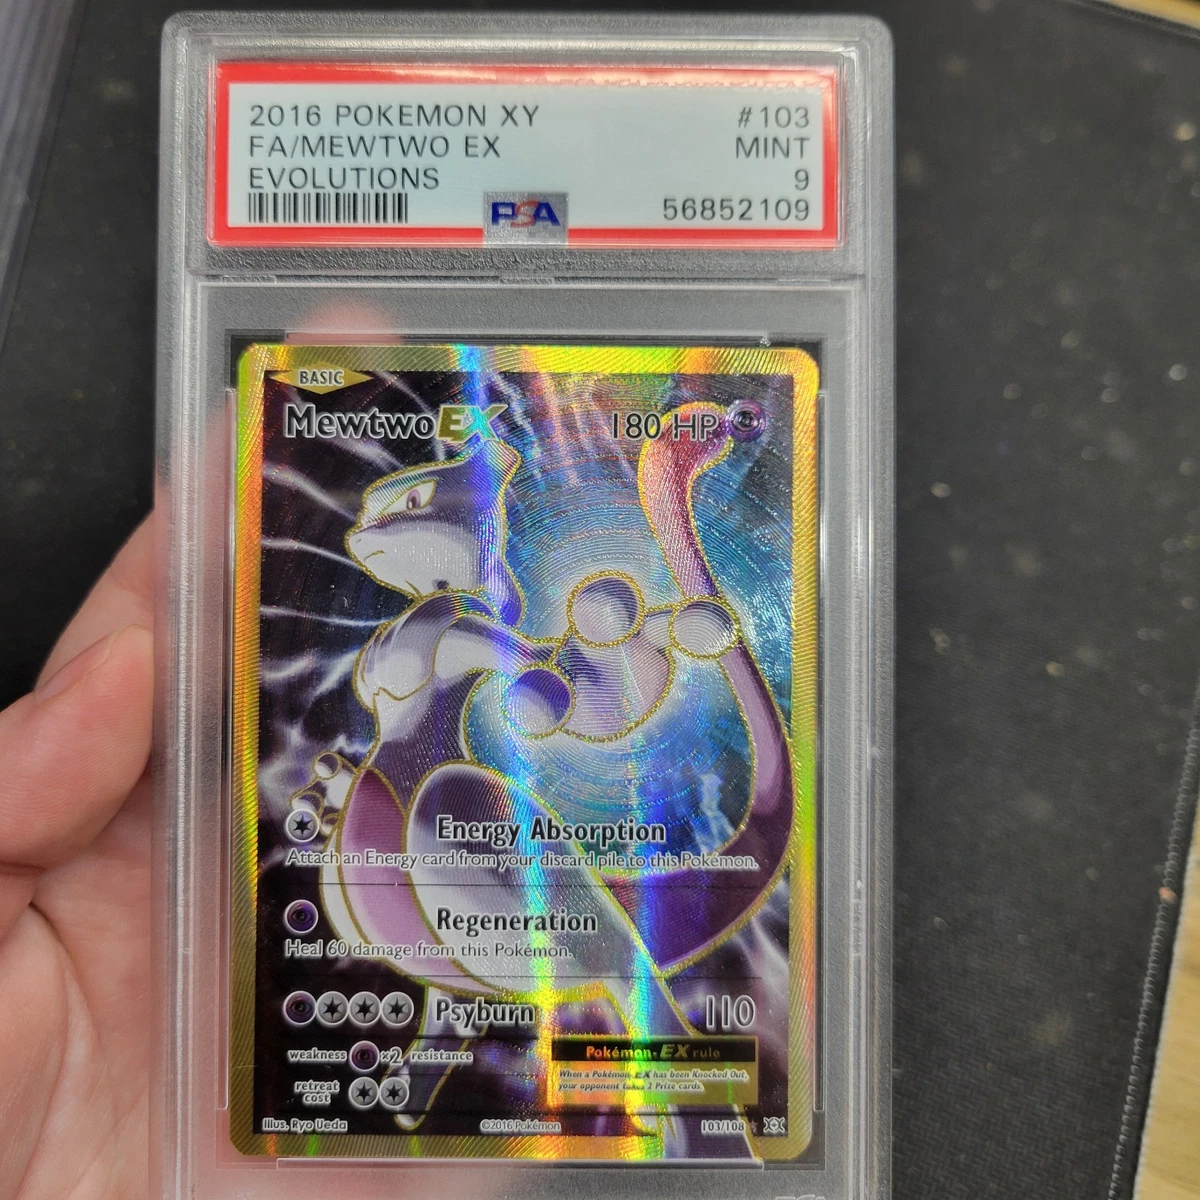 2016 POKEMON XY #103
FA/MEWTWO EX MINT
EVOLUTIONS 9
PSA 56852109
BASIC
Mewtwo EX 180 HP
Energy Absorption
Attach an Energy card from your discard pile to this Pokémon.
Regeneration
Heal 60 damage from this Pokémon.
Psyburn 110
weakness ×2 resistance
Pokémon-EX rule
When a Pokémon-EX has been Knocked Out,
your opponent takes 2 Prize cards.
retreat
cost
Illus. Ryo Ueda ©2016 Pokémon 103/108